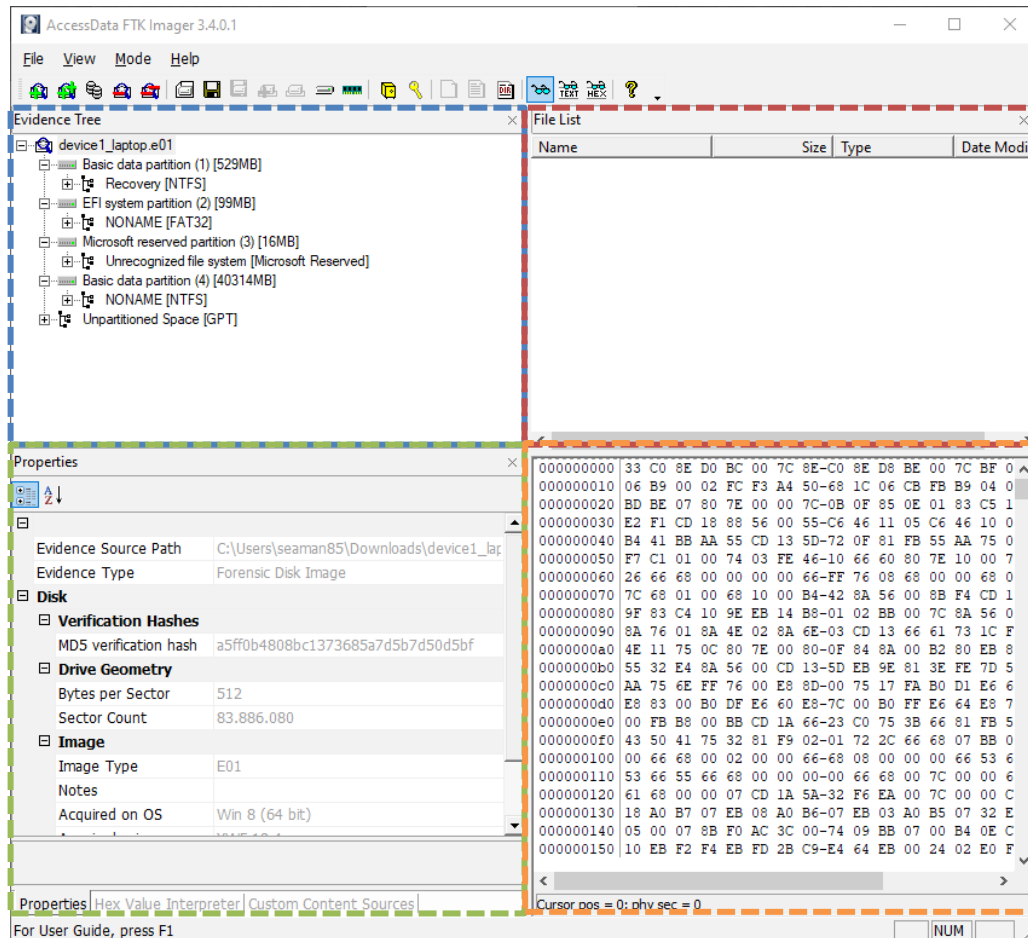 AccessData FTK Imager 3.4.0.1
File View Mode Help
TEXT HEX
Evidence Tree
device1_laptop.e01
Basic data partition (1) [529MB]
Recovery [NTFS]
EFI system partition (2) [99MB]
NONAME [FAT32]
Microsoft reserved partition (3) [16MB]
Unrecognized file system [Microsoft Reserved]
Basic data partition (4) [40314MB]
NONAME [NTFS]
Unpartitioned Space [GPT]
File List
Name Size Type Date Modi
Properties
Evidence Source Path C:\Users\seaman85\Downloads\device1_lap
Evidence Type Forensic Disk Image
Disk
Verification Hashes
MD5 verification hash a5ff0b4808bc1373685a7d5b7d50d5bf
Drive Geometry
Bytes per Sector 512
Sector Count 83.886.080
Image
Image Type E01
Notes
Acquired on OS Win 8 (64 bit)
Properties Hex Value Interpreter Custom Content Sources
000000000 33 C0 8E D0 BC 00 7C 8E-C0 8E D8 BE 00 7C BF 0
000000010 06 B9 00 02 FC F3 A4 50-68 1C 06 CB FB B9 04 0
000000020 BD BE 07 80 7E 00 00 7C-0B 0F 85 0E 01 83 C5 1
000000030 E2 F1 CD 18 88 56 00 55-C6 46 11 05 C6 46 10 0
000000040 B4 41 BB AA 55 CD 13 5D-72 0F 81 FB 55 AA 75 0
000000050 F7 C1 01 00 74 03 FE 46-10 66 60 80 7E 10 00 7
000000060 26 66 68 00 00 00 00 66-FF 76 08 68 00 00 68 0
000000070 7C 68 01 00 68 10 00 B4-42 8A 56 00 8B F4 CD 1
000000080 9F 83 C4 10 9E EB 14 B8-01 02 BB 00 7C 8A 56 0
000000090 8A 76 01 8A 4E 02 8A 6E-03 CD 13 66 61 73 1C F
0000000a0 4E 11 75 0C 80 7E 00 80-0F 84 8A 00 B2 80 EB 8
0000000b0 55 32 E4 8A 56 00 CD 13-5D EB 9E 81 3E FE 7D 5
0000000c0 AA 75 6E FF 76 00 E8 8D-00 75 17 FA B0 D1 E6 6
0000000d0 E8 83 00 B0 DF E6 60 E8-7C 00 B0 FF E6 64 E8 7
0000000e0 00 FB B8 00 BB CD 1A 66-23 C0 75 3B 66 81 FB 5
0000000f0 43 50 41 75 32 81 F9 02-01 72 2C 66 68 07 BB 0
000000100 00 66 68 00 02 00 00 66-68 08 00 00 00 66 53 6
000000110 53 66 55 66 68 00 00 00-00 66 68 00 7C 00 00 6
000000120 61 68 00 00 07 CD 1A 5A-32 F6 EA 00 7C 00 00 C
000000130 18 A0 B7 07 EB 08 A0 B6-07 EB 03 A0 B5 07 32 E
000000140 05 00 07 8B F0 AC 3C 00-74 09 BB 07 00 B4 0E C
000000150 10 EB F2 F4 EB FD 2B C9-E4 64 EB 00 24 02 E0 F
Cursor pos = 0; phy sec = 0
For User Guide, press F1
NUM